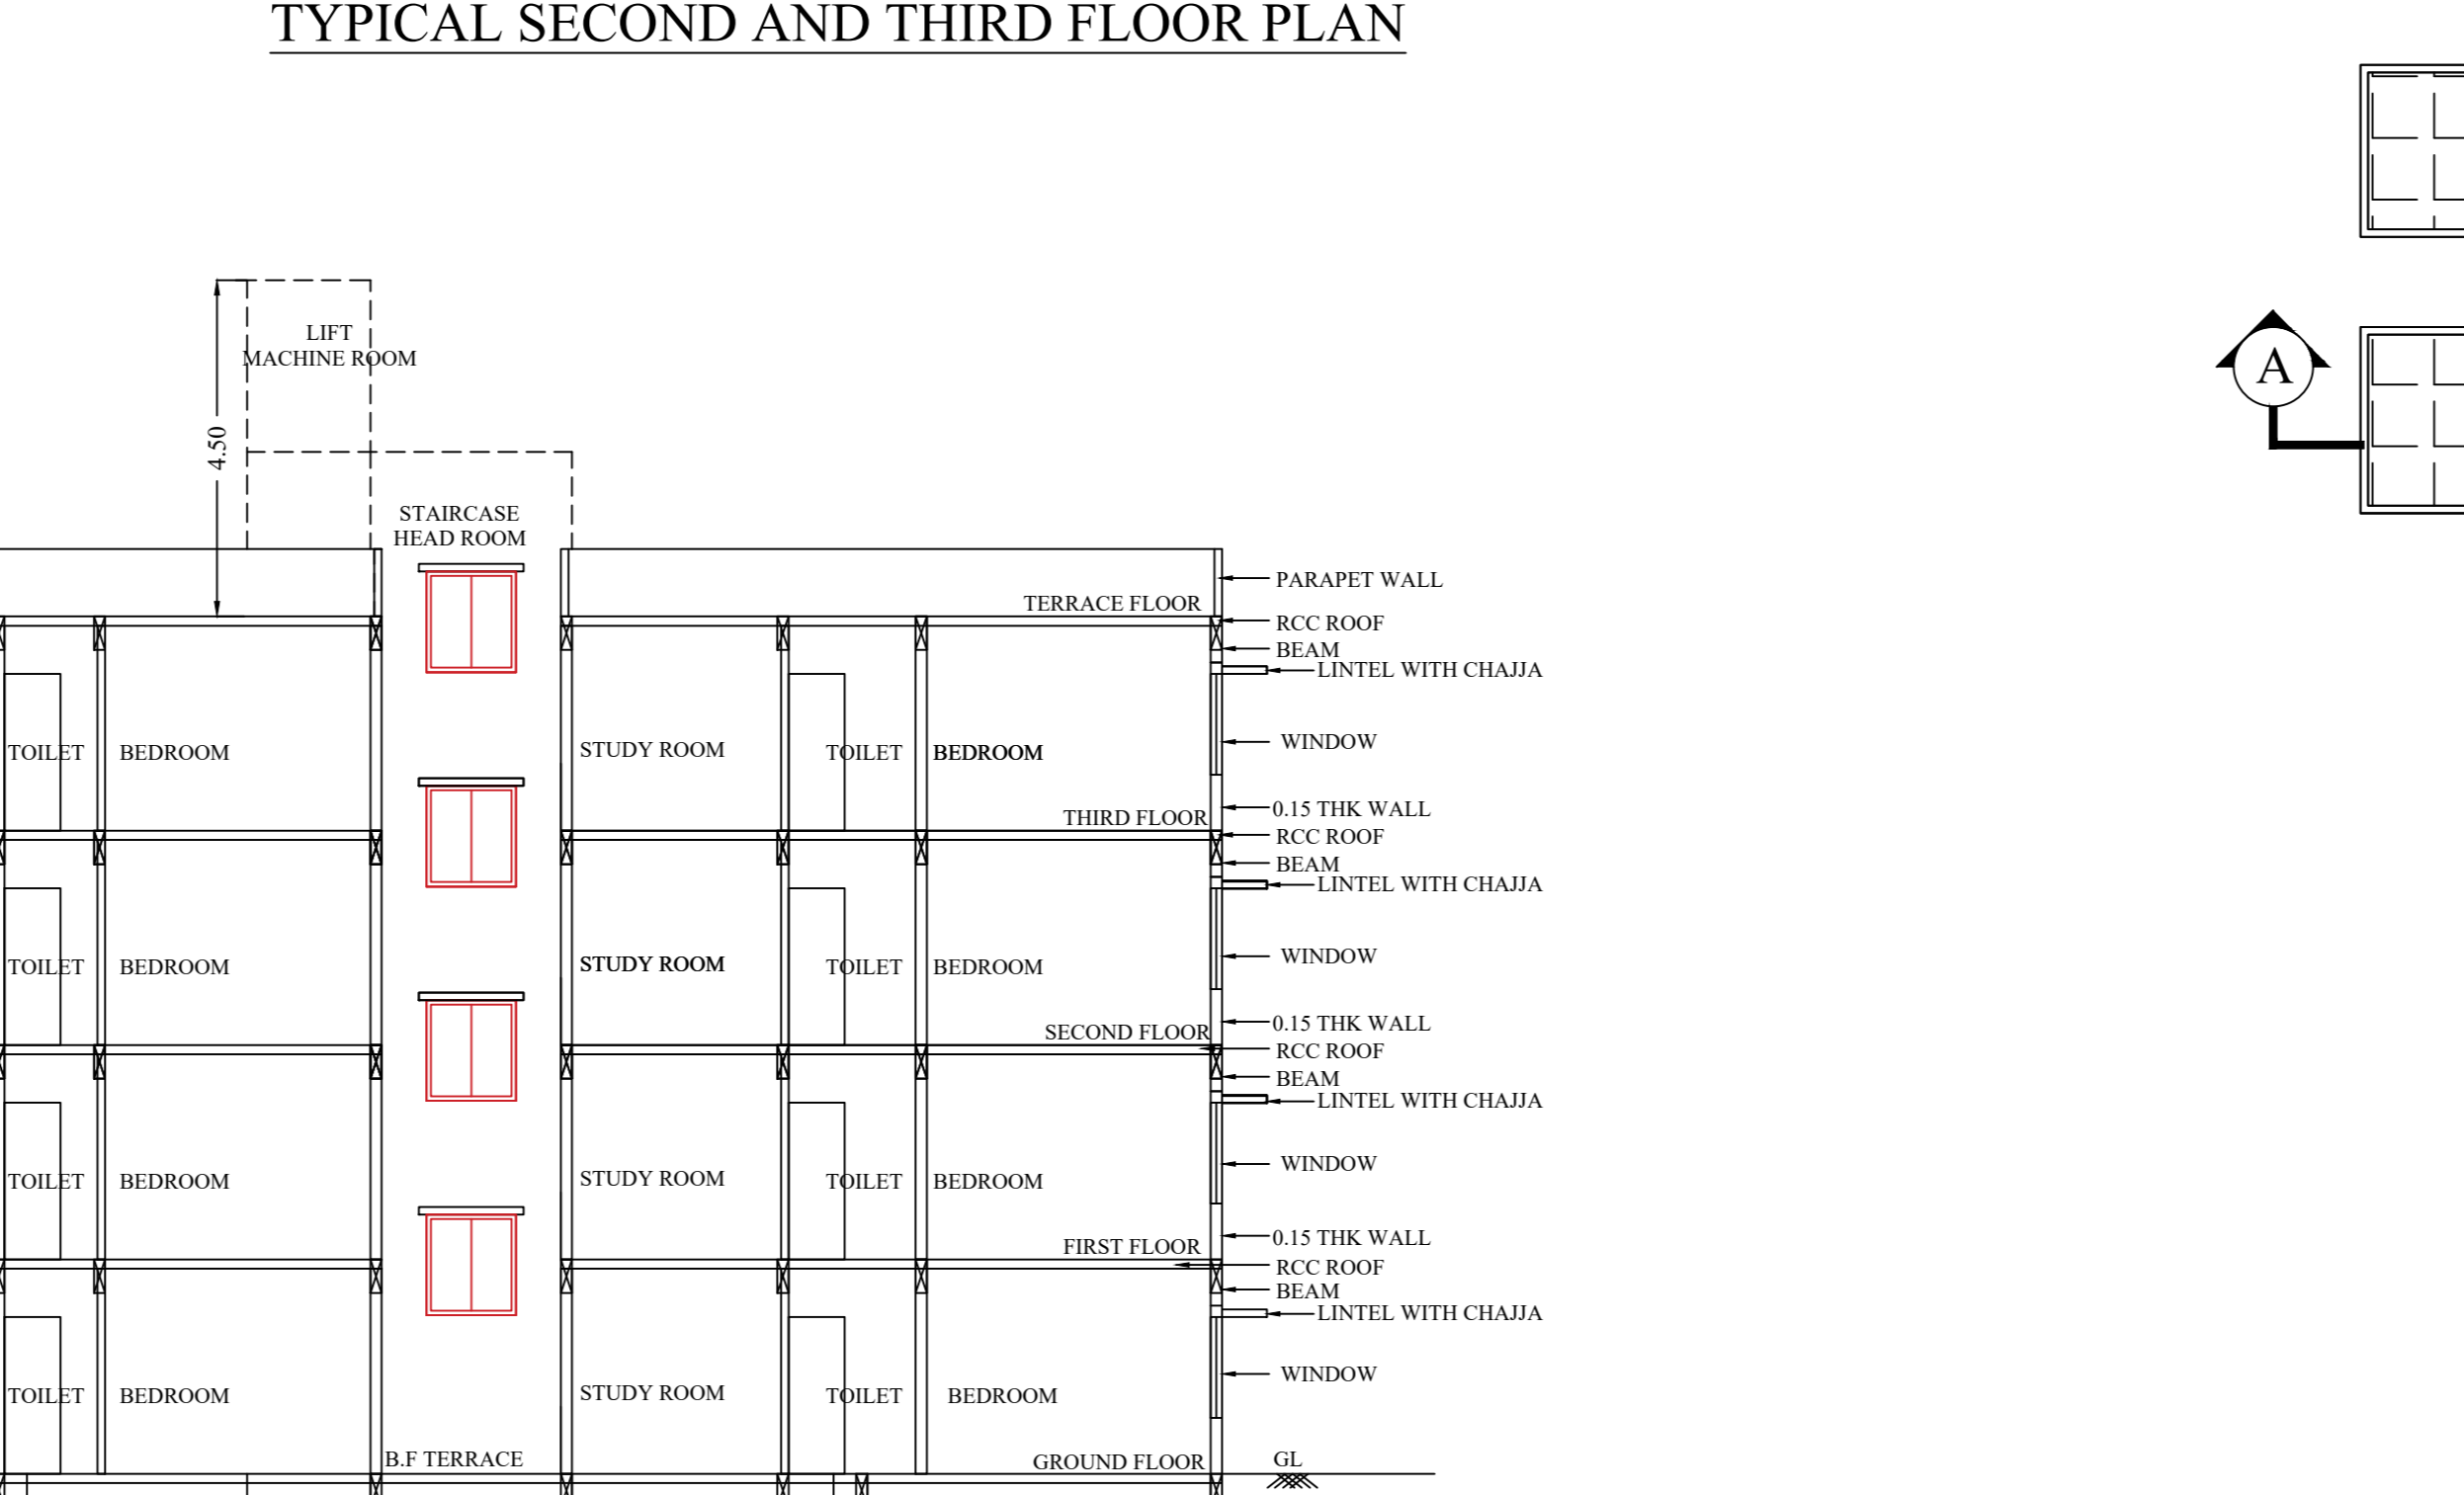 TYPICAL SECOND AND THIRD FLOOR PLAN
LIFT
MACHINE ROOM
A
4.50
STAIRCASE
HEAD ROOM
PARAPET WALL
TERRACE FLOOR
RCC ROOF
BEAM
LINTEL WITH CHAJJA
TOILET BEDROOM STUDY ROOM TOILET BEDROOM WINDOW
THIRD FLOOR 0.15 THK WALL
RCC ROOF
BEAM
LINTEL WITH CHAJJA
TOILET BEDROOM STUDY ROOM TOILET BEDROOM WINDOW
SECOND FLOOR 0.15 THK WALL
RCC ROOF
BEAM
LINTEL WITH CHAJJA
TOILET BEDROOM STUDY ROOM TOILET BEDROOM WINDOW
FIRST FLOOR 0.15 THK WALL
RCC ROOF
BEAM
LINTEL WITH CHAJJA
TOILET BEDROOM STUDY ROOM TOILET BEDROOM WINDOW
B.F TERRACE GROUND FLOOR GL